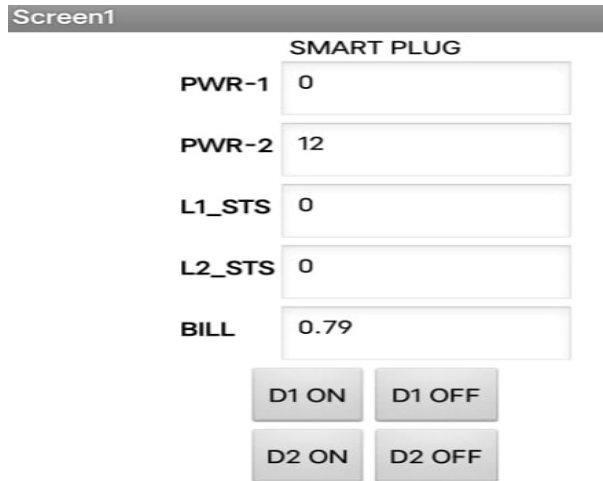 Screen1
SMART PLUG
PWR-1 0
PWR-2 12
L1_STS 0
L2_STS 0
BILL 0.79
D1 ON D1 OFF
D2 ON D2 OFF